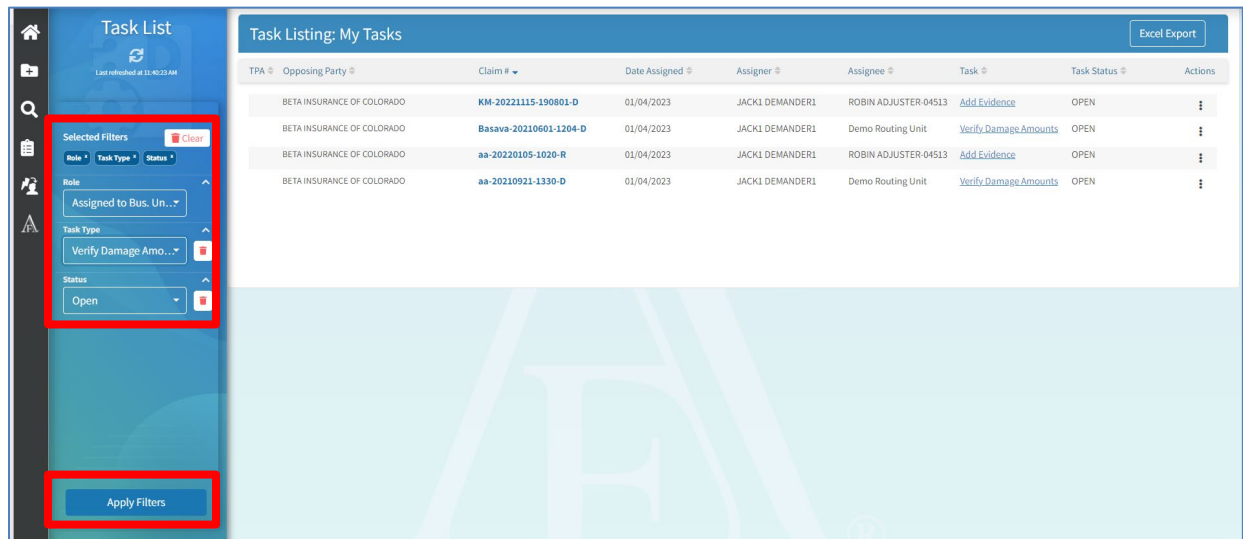 Task List
Last refreshed at 11:40:23 AM
Selected Filters Clear
Role x Task Type x Status x
Role
Assigned to Bus. Un...
Task Type
Verify Damage Amo...
Status
Open
Apply Filters
Task Listing: My Tasks Excel Export
TPA Opposing Party Claim # Date Assigned Assigner Assignee Task Task Status Actions
BETA INSURANCE OF COLORADO KM-20221115-190801-D 01/04/2023 JACK1 DEMANDER1 ROBIN ADJUSTER-04513 Add Evidence OPEN
BETA INSURANCE OF COLORADO Basava-20210601-1204-D 01/04/2023 JACK1 DEMANDER1 Demo Routing Unit Verify Damage Amounts OPEN
BETA INSURANCE OF COLORADO aa-20220105-1020-R 01/04/2023 JACK1 DEMANDER1 ROBIN ADJUSTER-04513 Add Evidence OPEN
BETA INSURANCE OF COLORADO aa-20210921-1330-D 01/04/2023 JACK1 DEMANDER1 Demo Routing Unit Verify Damage Amounts OPEN